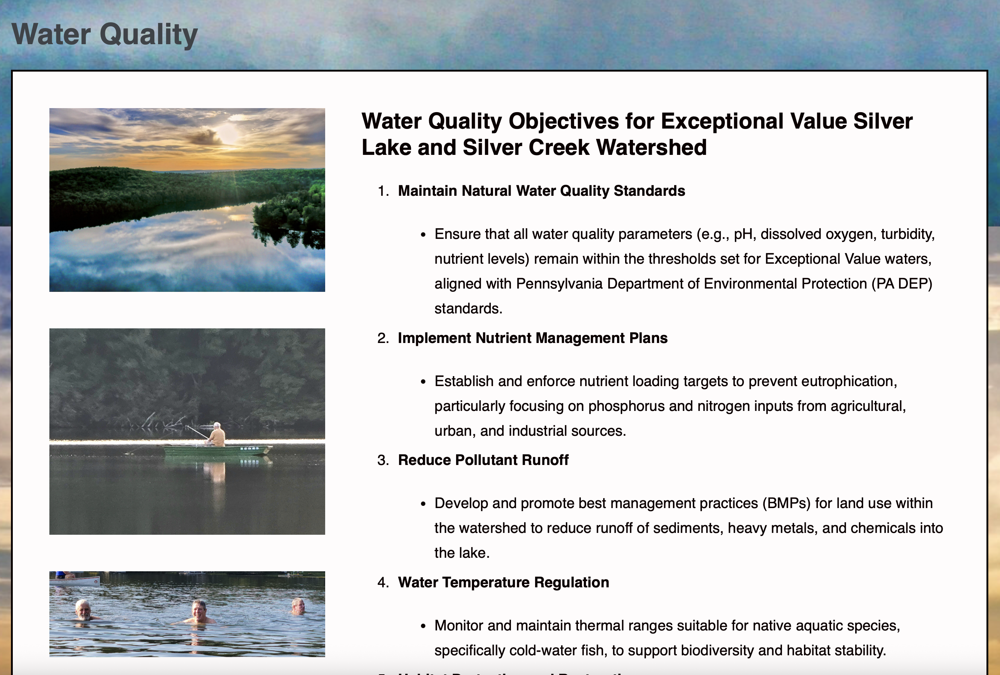 Water Quality
Water Quality Objectives for Exceptional Value Silver
Lake and Silver Creek Watershed
1. Maintain Natural Water Quality Standards
• Ensure that all water quality parameters (e.g., pH, dissolved oxygen, turbidity,
nutrient levels) remain within the thresholds set for Exceptional Value waters,
aligned with Pennsylvania Department of Environmental Protection (PA DEP)
standards.
2. Implement Nutrient Management Plans
• Establish and enforce nutrient loading targets to prevent eutrophication,
particularly focusing on phosphorus and nitrogen inputs from agricultural,
urban, and industrial sources.
3. Reduce Pollutant Runoff
• Develop and promote best management practices (BMPs) for land use within
the watershed to reduce runoff of sediments, heavy metals, and chemicals into
the lake.
4. Water Temperature Regulation
• Monitor and maintain thermal ranges suitable for native aquatic species,
specifically cold-water fish, to support biodiversity and habitat stability.